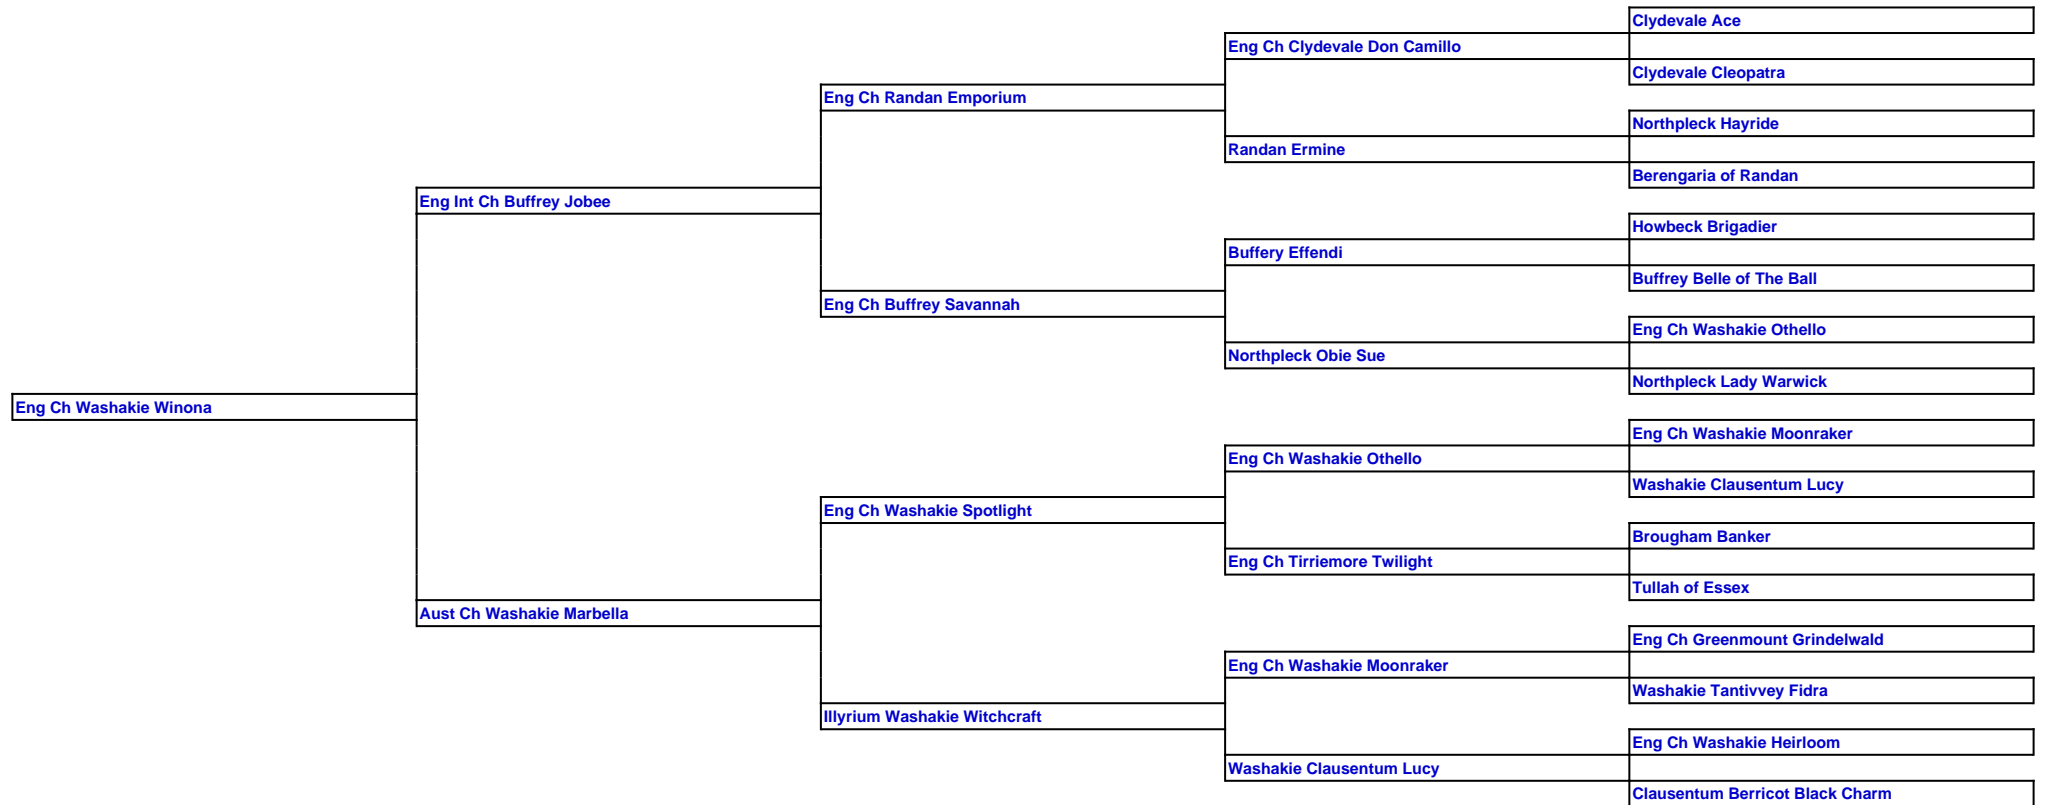 Clydevale Ace
Eng Ch Clydevale Don Camillo
Clydevale Cleopatra
Eng Ch Randan Emporium
Northpleck Hayride
Randan Ermine
Berengaria of Randan
Eng Int Ch Buffrey Jobee
Howbeck Brigadier
Buffery Effendi
Buffrey Belle of The Ball
Eng Ch Buffrey Savannah
Eng Ch Washakie Othello
Northpleck Obie Sue
Northpleck Lady Warwick
Eng Ch Washakie Winona
Eng Ch Washakie Moonraker
Eng Ch Washakie Othello
Washakie Clausentum Lucy
Eng Ch Washakie Spotlight
Brougham Banker
Eng Ch Tirriemore Twilight
Tullah of Essex
Aust Ch Washakie Marbella
Eng Ch Greenmount Grindelwald
Eng Ch Washakie Moonraker
Washakie Tantivvey Fidra
Illyrium Washakie Witchcraft
Eng Ch Washakie Heirloom
Washakie Clausentum Lucy
Clausentum Berricot Black Charm